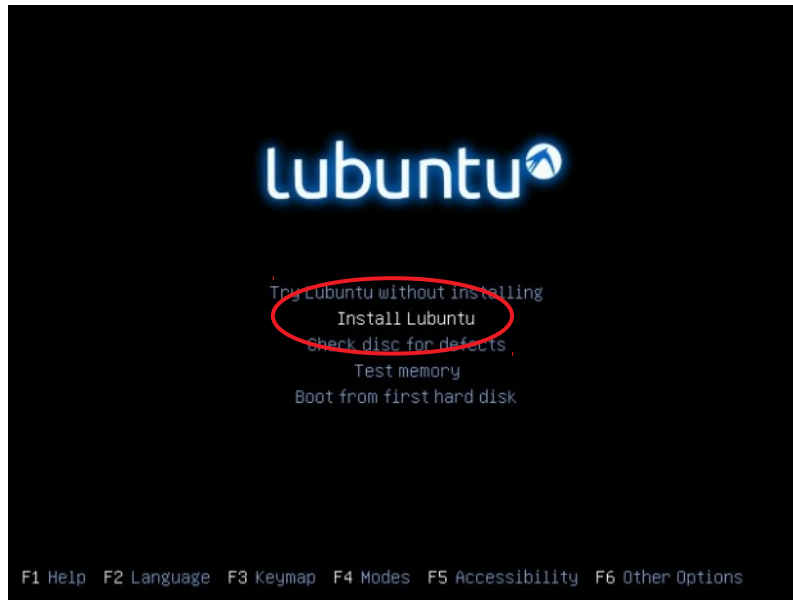 lubuntu
Try Lubuntu without installing
Install Lubuntu
Check disc for defects
Test memory
Boot from first hard disk
F1 Help F2 Language F3 Keymap F4 Modes F5 Accessibility F6 Other Options